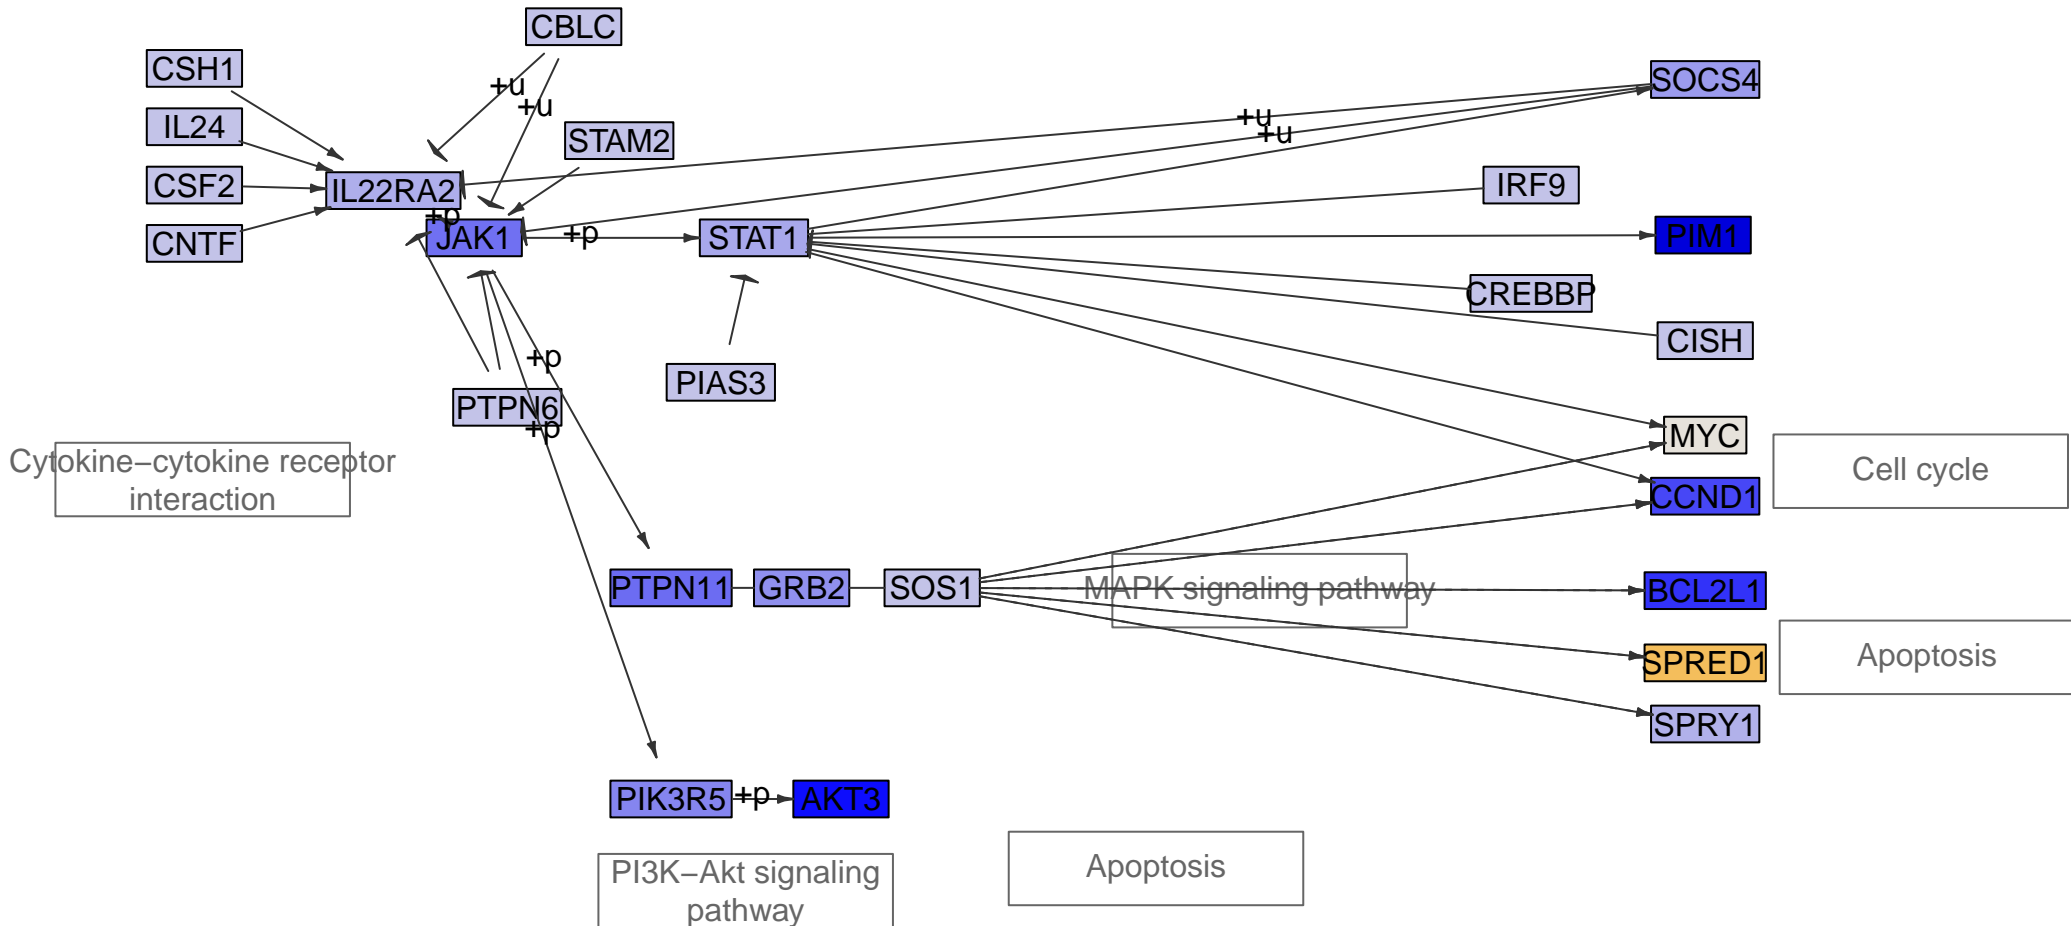 CBLC
CSH1
+u
SOCS4
+u
+u
IL24
STAM2
+u
CSF2
IL22RA2
IRF9
+p
CNTF
JAK1
+p
STAT1
PIM1
CREBBP
CISH
+p
PIAS3
PTPN6
+p
MYC
Cytokine–cytokine receptor
interaction
Cell cycle
CCND1
PTPN11
GRB2
SOS1
MAPK signaling pathway
BCL2L1
SPRED1
Apoptosis
SPRY1
PIK3R5
+p
AKT3
PI3K–Akt signaling
pathway
Apoptosis